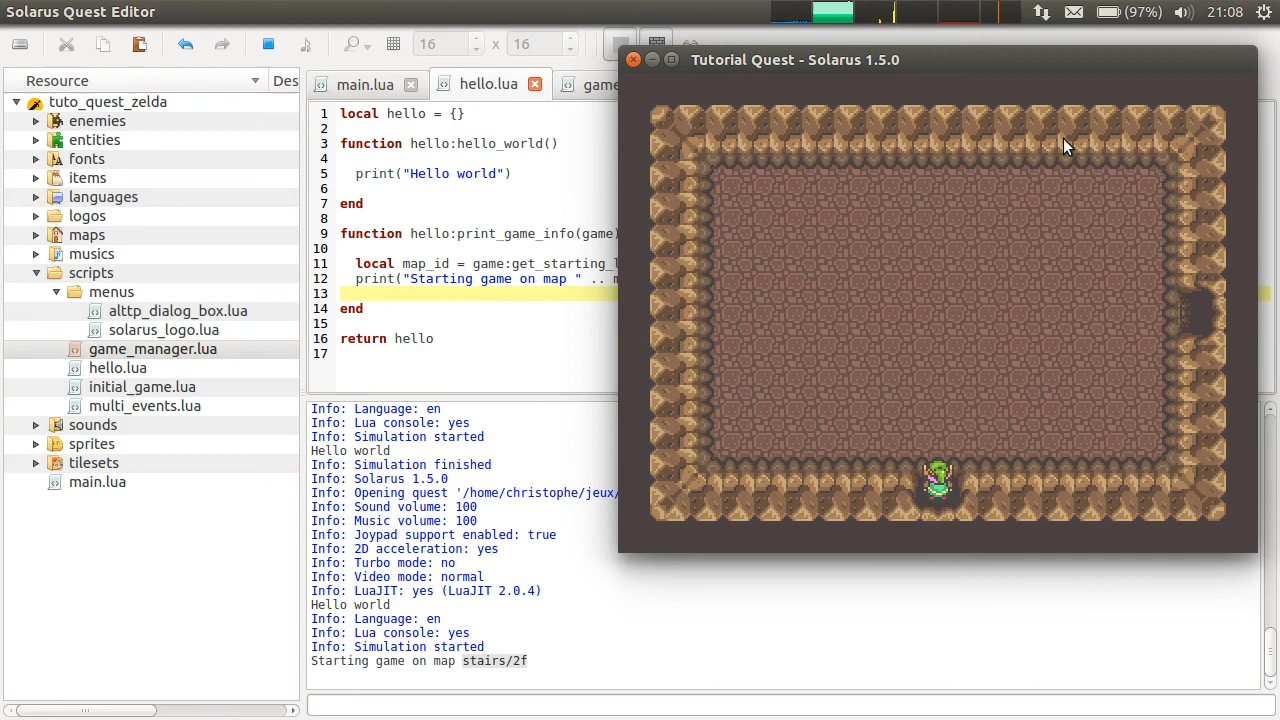 Solarus Quest Editor
(97%)
21:08
16
x
16
Resource
Des
main.lua
hello.lua
game
Tutorial Quest - Solarus 1.5.0
tuto_quest_zelda
enemies
entities
fonts
items
languages
logos
maps
musics
scripts
menus
alttp_dialog_box.lua
solarus_logo.lua
game_manager.lua
hello.lua
initial_game.lua
multi_events.lua
sounds
sprites
tilesets
main.lua
1 local hello = {}
2
3 function hello:hello_world()
4
5 print("Hello world")
6
7 end
8
9 function hello:print_game_info(game)
10
11 local map_id = game:get_starting_l
12 print("Starting game on map " .. m
13
14 end
15
16 return hello
17
Info: Language: en
Info: Lua console: yes
Info: Simulation started
Hello world
Info: Simulation finished
Info: Solarus 1.5.0
Info: Opening quest '/home/christophe/jeux/
Info: Sound volume: 100
Info: Music volume: 100
Info: Joypad support enabled: true
Info: 2D acceleration: yes
Info: Turbo mode: no
Info: Video mode: normal
Info: LuaJIT: yes (LuaJIT 2.0.4)
Hello world
Info: Language: en
Info: Lua console: yes
Info: Simulation started
Starting game on map stairs/2f